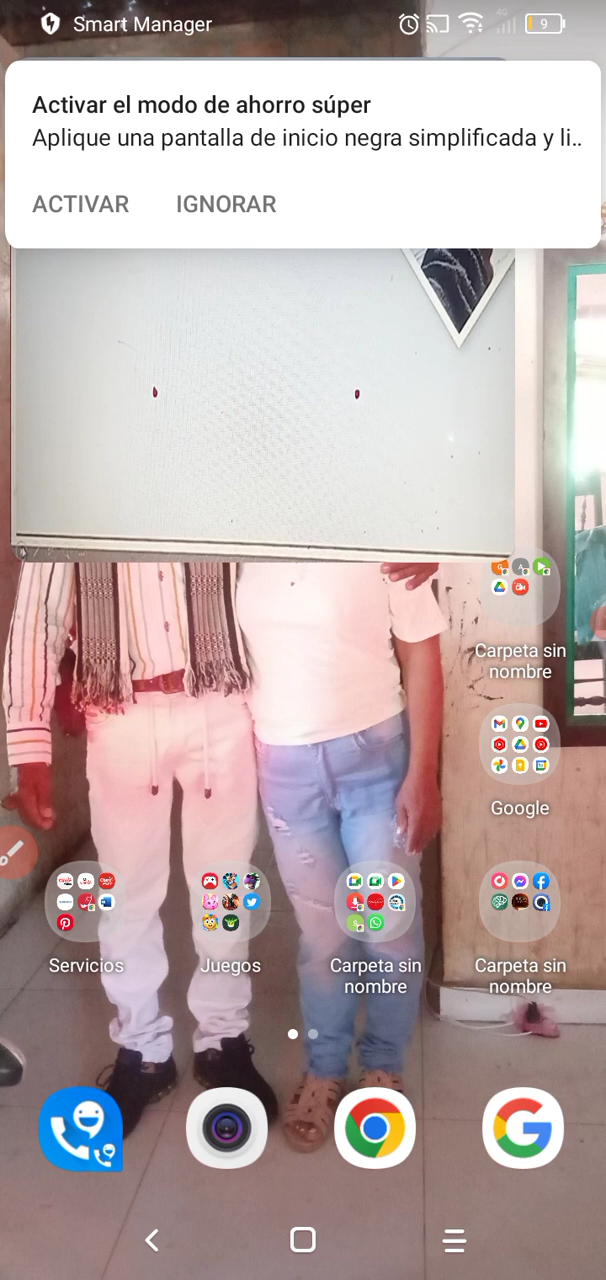 Smart Manager
4G
9
Activar el modo de ahorro súper
Aplique una pantalla de inicio negra simplificada y li..
ACTIVAR
IGNORAR
Carpeta sin
nombre
Google
Servicios
Juegos
Carpeta sin
nombre
Carpeta sin
nombre